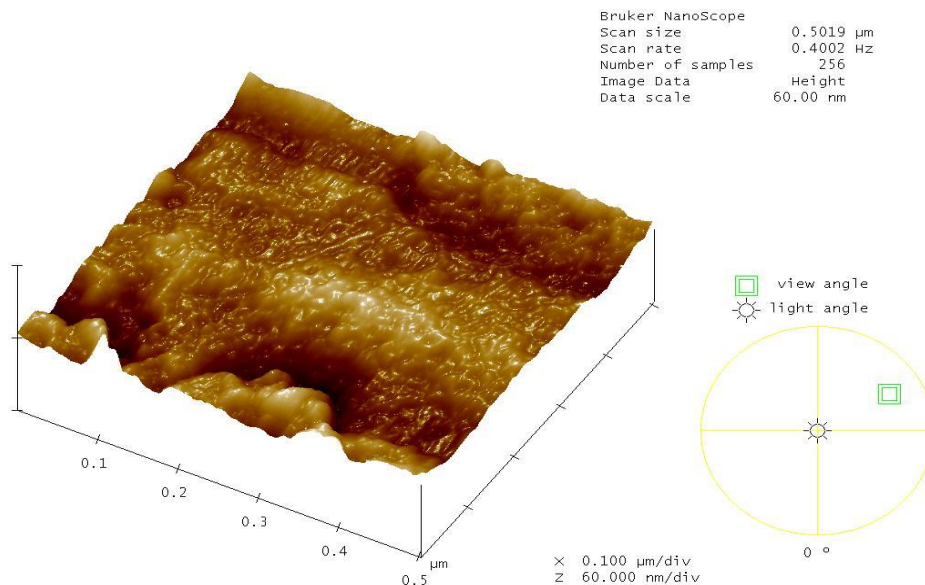 Bruker NanoScope
Scan size 0.5019 µm
Scan rate 0.4002 Hz
Number of samples 256
Image Data Height
Data scale 60.00 nm
view angle
light angle
0.1
0.2
0.3
0.4
0.5
µm
X 0.100 µm/div
Z 60.000 nm/div
0 º